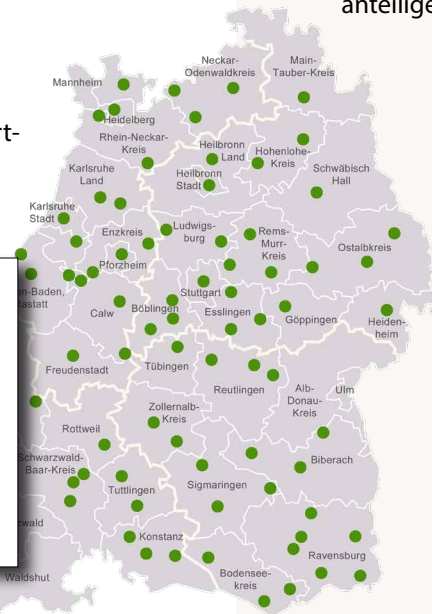 anteilige
rt-
Neckar-
Odenwaldkreis
Main-
Tauber-Kreis
Mannheim
Heidelberg
Rhein-Neckar-
Kreis
Heilbronn
Land
Hohenlohe-
Kreis
Karlsruhe
Land
Heilbronn
Stadt
Schwäbisch
Hall
Karlsruhe
Stadt
Enzkreis
Ludwigs-
burg
Rems-
Murr-
Kreis
Ostalbkreis
Pforzheim
en-Baden,
Rastatt
Stuttgart
Calw
Böblingen
Esslingen
Göppingen
Heiden-
heim
Freudenstadt
Tübingen
Reutlingen
Alb-
Donau-
Kreis
Ulm
Zollernalb-
Kreis
Rottweil
Schwarzwald-
Baar-Kreis
Biberach
Tuttlingen
Sigmaringen
zwald
Konstanz
Ravensburg
Waldshut
Bodensee-
kreis